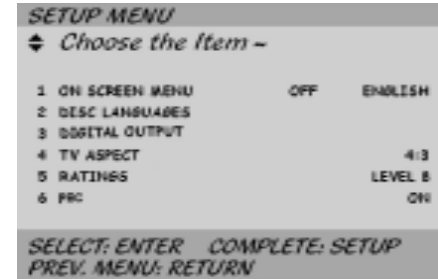 SETUP MENU
Choose the Item ~
1 ON SCREEN MENU OFF ENGLISH
2 DISC LANGUAGES
3 DIGITAL OUTPUT
4 TV ASPECT 4:3
5 RATINGS LEVEL 8
6 PBC ON
SELECT: ENTER COMPLETE: SETUP
PREV. MENU: RETURN